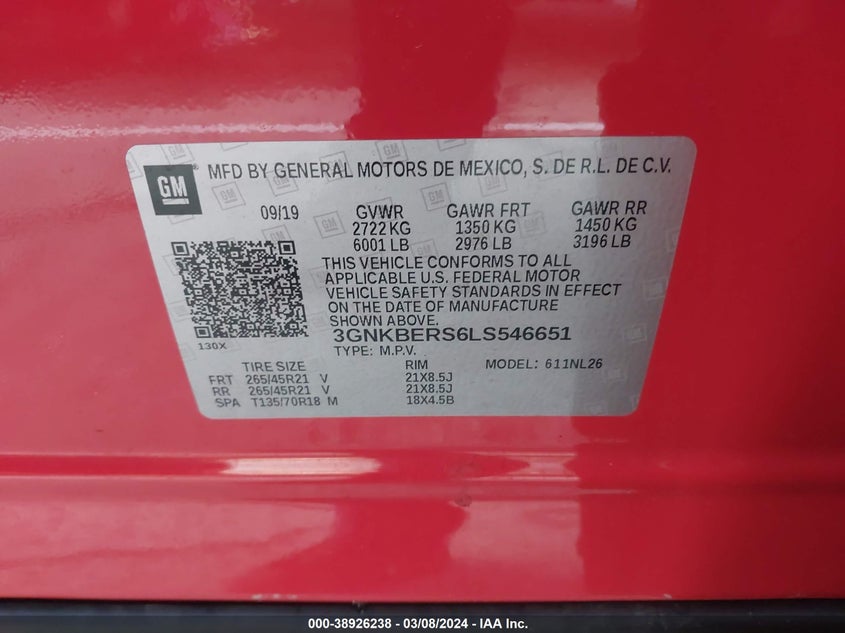 GM
MFD BY GENERAL MOTORS DE MEXICO, S. DE R.L. DE C.V.
09/19 GVWR GAWR FRT GAWR RR
2722 KG 1350 KG 1450 KG
6001 LB 2976 LB 3196 LB
THIS VEHICLE CONFORMS TO ALL
APPLICABLE U.S. FEDERAL MOTOR
VEHICLE SAFETY STANDARDS IN EFFECT
ON THE DATE OF MANUFACTURE
SHOWN ABOVE.
3GNKBERS6LS546651
130X
TYPE: M.P.V.
TIRE SIZE RIM MODEL: 611NL26
FRT 265/45R21 V 21X8.5J
RR 265/45R21 V 21X8.5J
SPA T135/70R18 M 18X4.5B
000-38926238 - 03/08/2024 - IAA Inc.